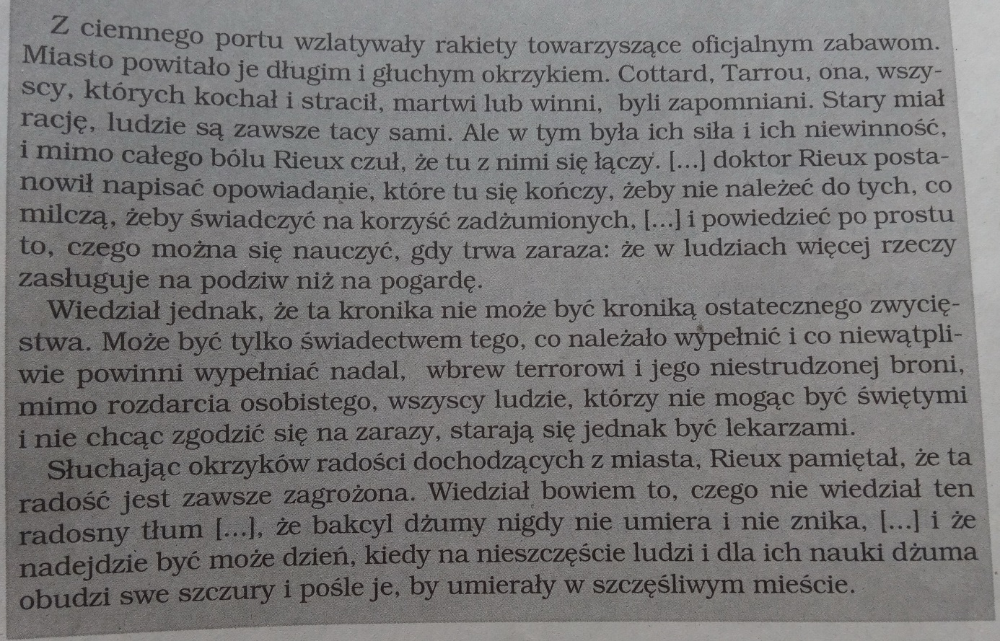 Z ciemnego portu wzlatywały rakiety towarzyszące oficjalnym zabawom.
Miasto powitało je długim i głuchym okrzykiem. Cottard, Tarrou, ona, wszy-
scy, których kochał i stracił, martwi lub winni, byli zapomniani. Stary miał
rację, ludzie są zawsze tacy sami. Ale w tym była ich siła i ich niewinność,
i mimo całego bólu Rieux czuł, że tu z nimi się łączy. [...] doktor Rieux posta-
nowił napisać opowiadanie, które tu się kończy, żeby nie należeć do tych, co
milczą, żeby świadczyć na korzyść zadżumionych, [...] i powiedzieć po prostu
to, czego można się nauczyć, gdy trwa zaraza: że w ludziach więcej rzeczy
zasługuje na podziw niż na pogardę.
Wiedział jednak, że ta kronika nie może być kroniką ostatecznego zwycię-
stwa. Może być tylko świadectwem tego, co należało wypełnić i co niewątpli-
wie powinni wypełniać nadal, wbrew terrorowi i jego niestrudzonej broni,
mimo rozdarcia osobistego, wszyscy ludzie, którzy nie mogąc być świętymi
i nie chcąc zgodzić się na zarazy, starają się jednak być lekarzami.
Słuchając okrzyków radości dochodzących z miasta, Rieux pamiętał, że ta
radość jest zawsze zagrożona. Wiedział bowiem to, czego nie wiedział ten
radosny tłum [...], że bakcyl dżumy nigdy nie umiera i nie znika, [...] i że
nadejdzie być może dzień, kiedy na nieszczęście ludzi i dla ich nauki dżuma
obudzi swe szczury i pośle je, by umierały w szczęśliwym mieście.